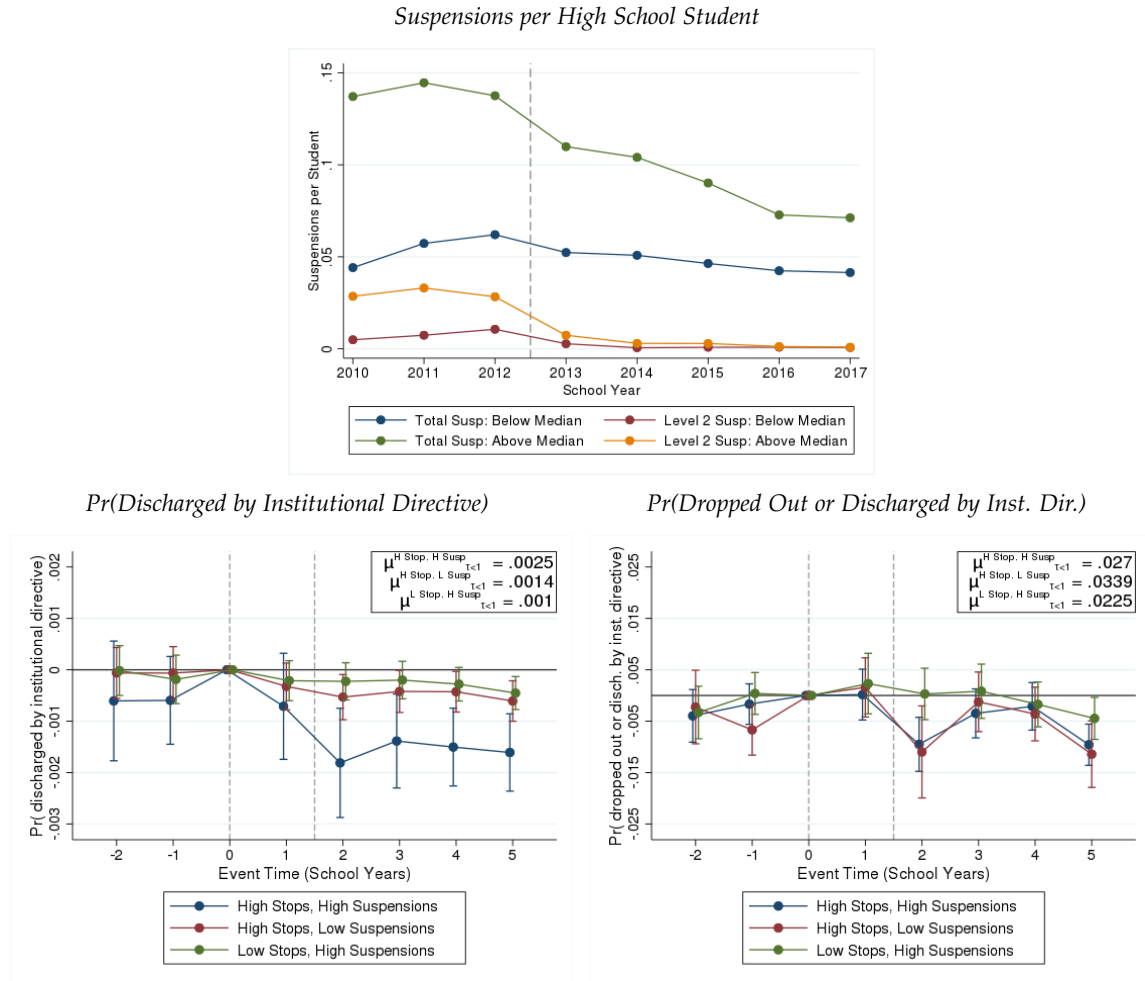 Suspensions per High School Student
Suspensions per Student
.15
.1
.05
0
2010 2011 2012 2013 2014 2015 2016 2017
School Year
Total Susp: Below Median Level 2 Susp: Below Median
Total Susp: Above Median Level 2 Susp: Above Median
Pr(Discharged by Institutional Directive)
Pr( discharged by institutional directive)
.002
.001
0
-.001
-.002
-.003
μ H Stop, H Susp τ<1 = .0025
μ H Stop, L Susp τ<1 = .0014
μ L Stop, H Susp τ<1 = .001
-2 -1 0 1 2 3 4 5
Event Time (School Years)
High Stops, High Suspensions
High Stops, Low Suspensions
Low Stops, High Suspensions
Pr(Dropped Out or Discharged by Inst. Dir.)
Pr( dropped out or disch. by inst. directive)
.025
.015
.005
-.005
-.015
-.025
μ H Stop, H Susp τ<1 = .027
μ H Stop, L Susp τ<1 = .0339
μ L Stop, H Susp τ<1 = .0225
-2 -1 0 1 2 3 4 5
Event Time (School Years)
High Stops, High Suspensions
High Stops, Low Suspensions
Low Stops, High Suspensions